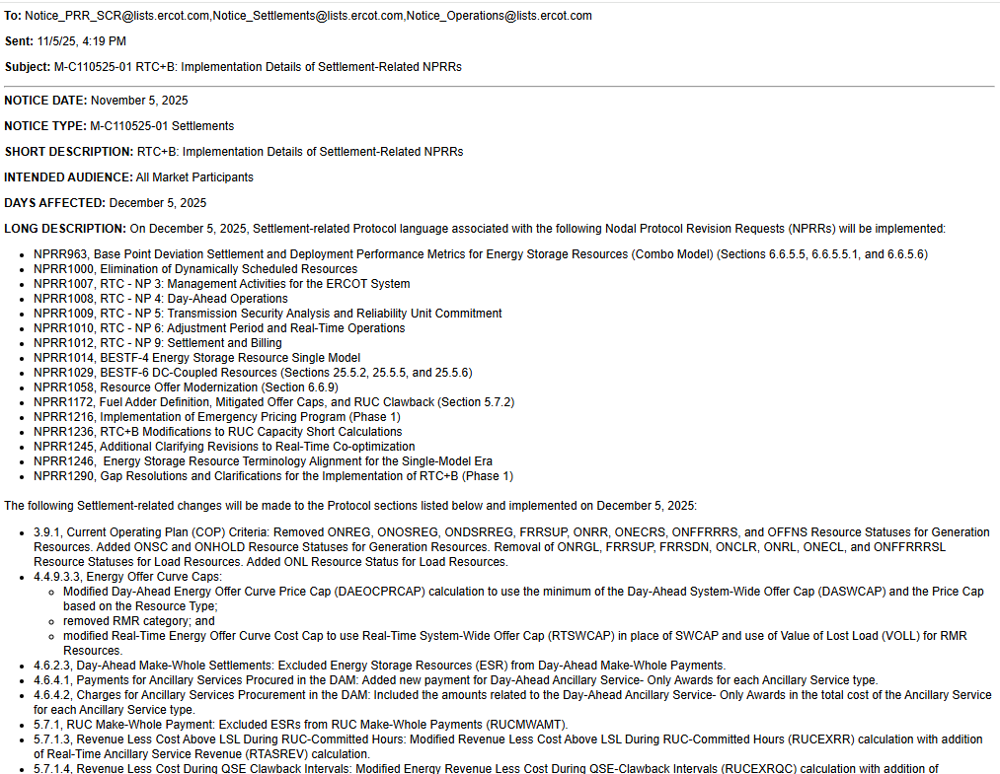 To: Notice_PRR_SCR@lists.ercot.com,Notice_Settlements@lists.ercot.com,Notice_Operations@lists.ercot.com
Sent: 11/5/25, 4:19 PM
Subject: M-C110525-01 RTC+B: Implementation Details of Settlement-Related NPRRs
NOTICE DATE: November 5, 2025
NOTICE TYPE: M-C110525-01 Settlements
SHORT DESCRIPTION: RTC+B: Implementation Details of Settlement-Related NPRRs
INTENDED AUDIENCE: All Market Participants
DAYS AFFECTED: December 5, 2025
LONG DESCRIPTION: On December 5, 2025, Settlement-related Protocol language associated with the following Nodal Protocol Revision Requests (NPRRs) will be implemented:
• NPRR963, Base Point Deviation Settlement and Deployment Performance Metrics for Energy Storage Resources (Combo Model) (Sections 6.6.5.5, 6.6.5.5.1, and 6.6.5.6)
• NPRR1000, Elimination of Dynamically Scheduled Resources
• NPRR1007, RTC - NP 3: Management Activities for the ERCOT System
• NPRR1008, RTC - NP 4: Day-Ahead Operations
• NPRR1009, RTC - NP 5: Transmission Security Analysis and Reliability Unit Commitment
• NPRR1010, RTC - NP 6: Adjustment Period and Real-Time Operations
• NPRR1012, RTC - NP 9: Settlement and Billing
• NPRR1014, BESTF-4 Energy Storage Resource Single Model
• NPRR1029, BESTF-6 DC-Coupled Resources (Sections 25.5.2, 25.5.5, and 25.5.6)
• NPRR1058, Resource Offer Modernization (Section 6.6.9)
• NPRR1172, Fuel Adder Definition, Mitigated Offer Caps, and RUC Clawback (Section 5.7.2)
• NPRR1216, Implementation of Emergency Pricing Program (Phase 1)
• NPRR1236, RTC+B Modifications to RUC Capacity Short Calculations
• NPRR1245, Additional Clarifying Revisions to Real-Time Co-optimization
• NPRR1246,  Energy Storage Resource Terminology Alignment for the Single-Model Era
• NPRR1290, Gap Resolutions and Clarifications for the Implementation of RTC+B (Phase 1)
The following Settlement-related changes will be made to the Protocol sections listed below and implemented on December 5, 2025:
• 3.9.1, Current Operating Plan (COP) Criteria: Removed ONREG, ONOSREG, ONDSRREG, FRRSUP, ONRR, ONECRS, ONFFRRRS, and OFFNS Resource Statuses for Generation
Resources. Added ONSC and ONHOLD Resource Statuses for Generation Resources. Removal of ONRGL, FRRSUP, FRRSDN, ONCLR, ONRL, ONECL, and ONFFRRRSL
Resource Statuses for Load Resources. Added ONL Resource Status for Load Resources.
• 4.4.9.3.3, Energy Offer Curve Caps:
◦ Modified Day-Ahead Energy Offer Curve Price Cap (DAEOCPRCAP) calculation to use the minimum of the Day-Ahead System-Wide Offer Cap (DASWCAP) and the Price Cap
based on the Resource Type;
◦ removed RMR category; and
◦ modified Real-Time Energy Offer Curve Cost Cap to use Real-Time System-Wide Offer Cap (RTSWCAP) in place of SWCAP and use of Value of Lost Load (VOLL) for RMR
Resources.
• 4.6.2.3, Day-Ahead Make-Whole Settlements: Excluded Energy Storage Resources (ESR) from Day-Ahead Make-Whole Payments.
• 4.6.4.1, Payments for Ancillary Services Procured in the DAM: Added new payment for Day-Ahead Ancillary Service- Only Awards for each Ancillary Service type.
• 4.6.4.2, Charges for Ancillary Services Procurement in the DAM: Included the amounts related to the Day-Ahead Ancillary Service- Only Awards in the total cost of the Ancillary Service
for each Ancillary Service type.
• 5.7.1, RUC Make-Whole Payment: Excluded ESRs from RUC Make-Whole Payments (RUCMWAMT).
• 5.7.1.3, Revenue Less Cost Above LSL During RUC-Committed Hours: Modified Revenue Less Cost Above LSL During RUC-Committed Hours (RUCEXRR) calculation with addition
of Real-Time Ancillary Service Revenue (RTASREV) calculation.
• 5.7.1.4, Revenue Less Cost During QSE Clawback Intervals: Modified Energy Revenue Less Cost During QSE-Clawback Intervals (RUCEXRQC) calculation with addition of